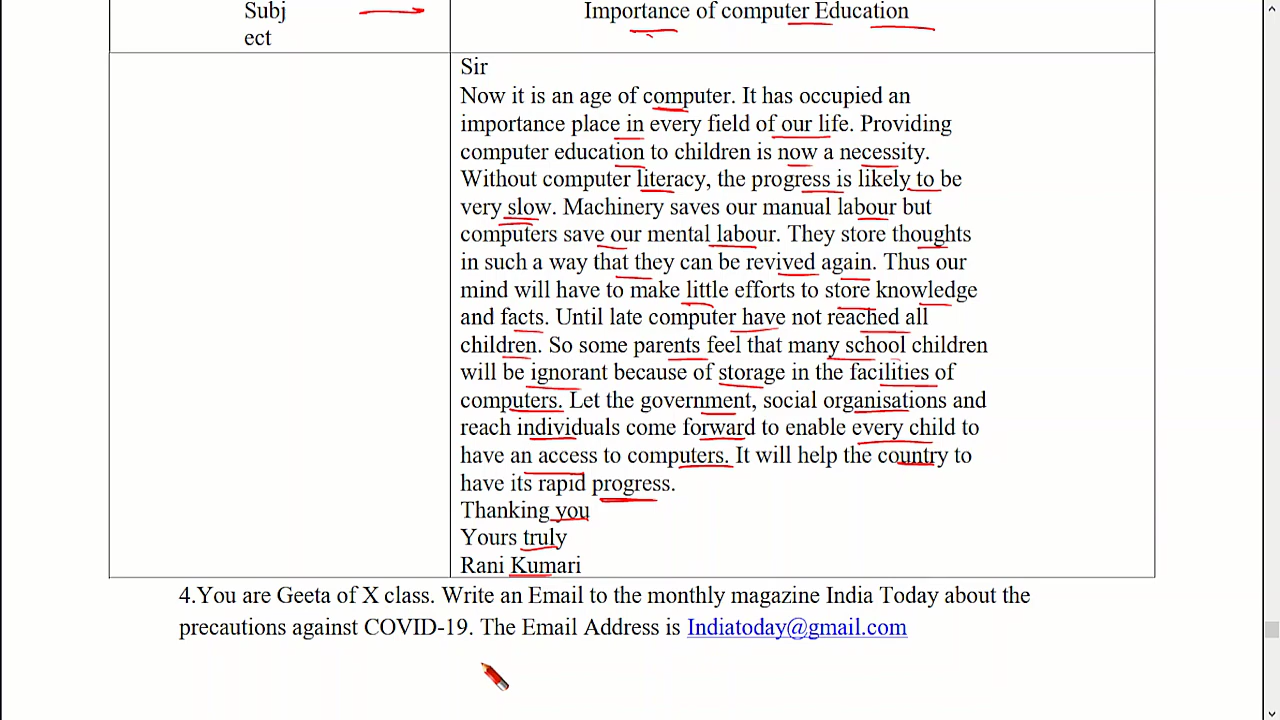 Subj
Importance of computer Education
ect
Sir
Now it is an age of computer. It has occupied an
importance place in every field of our life. Providing
computer education to children is now a necessity.
Without computer literacy, the progress is likely to be
very slow. Machinery saves our manual labour but
computers save our mental labour. They store thoughts
in such a way that they can be revived again. Thus our
mind will have to make little efforts to store knowledge
and facts. Until late computer have not reached all
children. So some parents feel that many school children
will be ignorant because of storage in the facilities of
computers. Let the government, social organisations and
reach individuals come forward to enable every child to
have an access to computers. It will help the country to
have its rapid progress.
Thanking you
Yours truly
Rani Kumari
4.You are Geeta of X class. Write an Email to the monthly magazine India Today about the
precautions against COVID-19. The Email Address is Indiatoday@gmail.com